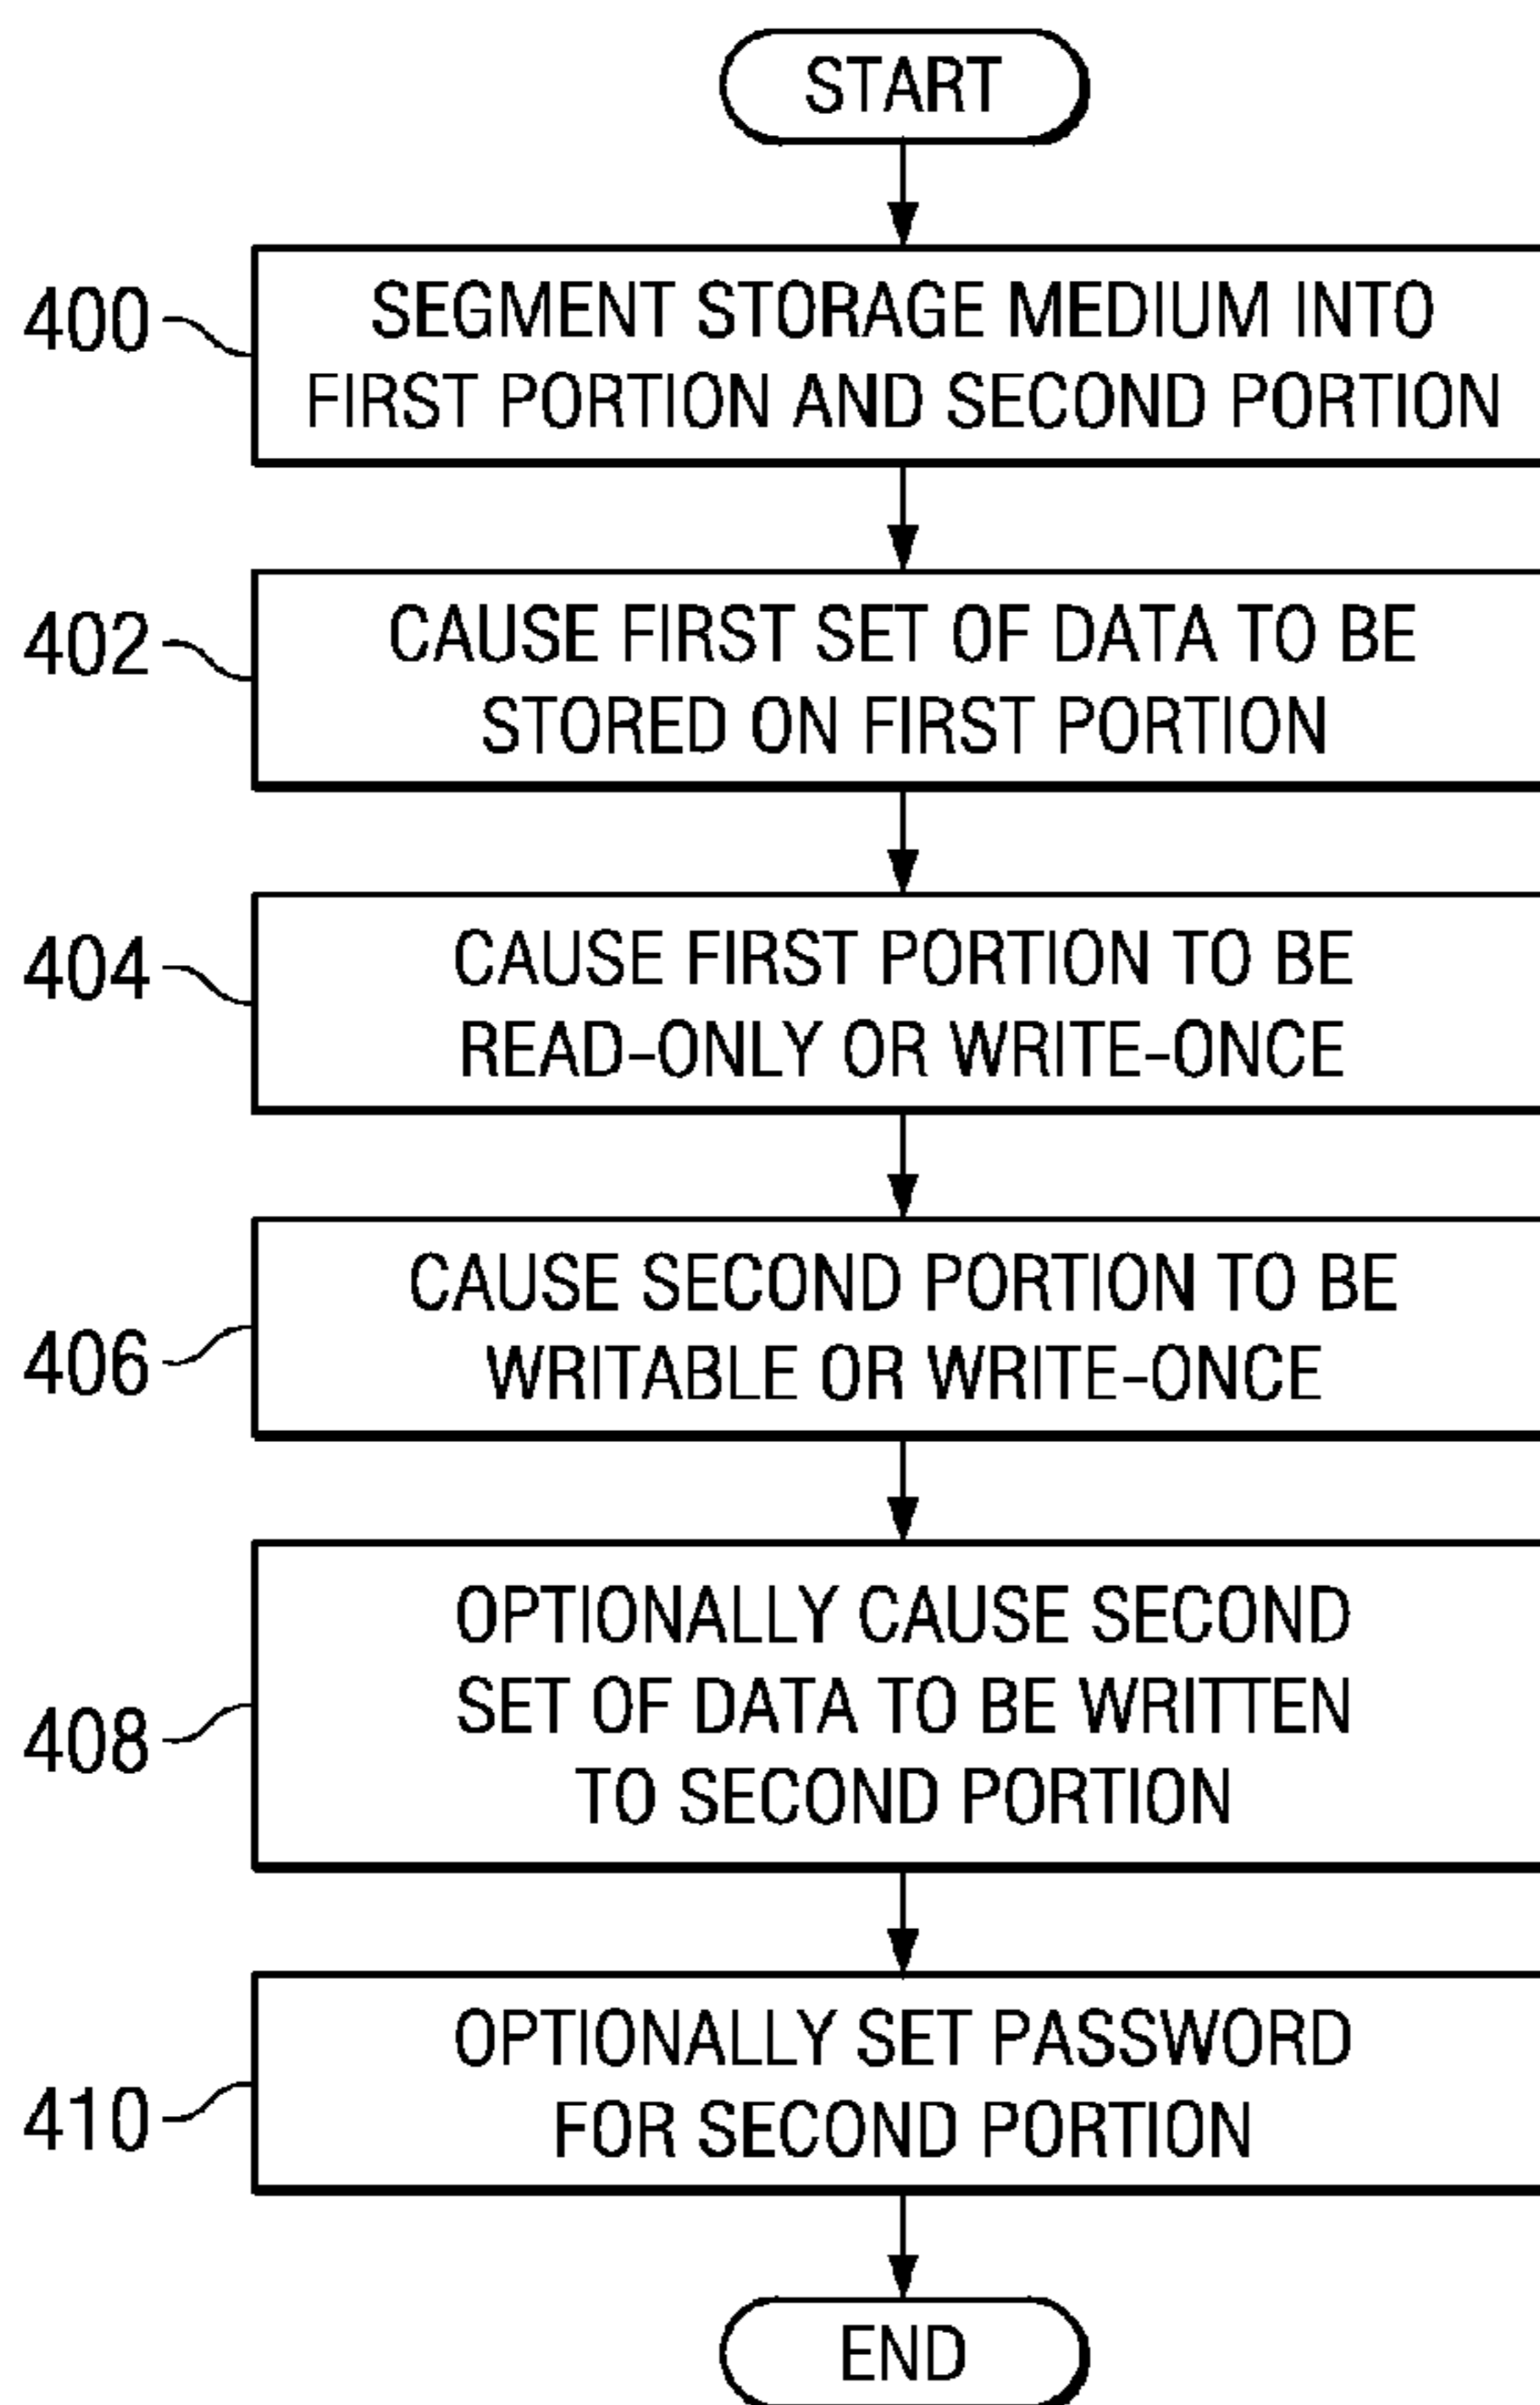 START
400
SEGMENT STORAGE MEDIUM INTO
FIRST PORTION AND SECOND PORTION
402
CAUSE FIRST SET OF DATA TO BE
STORED ON FIRST PORTION
404
CAUSE FIRST PORTION TO BE
READ-ONLY OR WRITE-ONCE
406
CAUSE SECOND PORTION TO BE
WRITABLE OR WRITE-ONCE
408
OPTIONALLY CAUSE SECOND
SET OF DATA TO BE WRITTEN
TO SECOND PORTION
410
OPTIONALLY SET PASSWORD
FOR SECOND PORTION
END